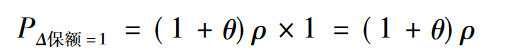 P_{Δ保额=1} = (1 + θ)ρ × 1 = (1 + θ)ρ